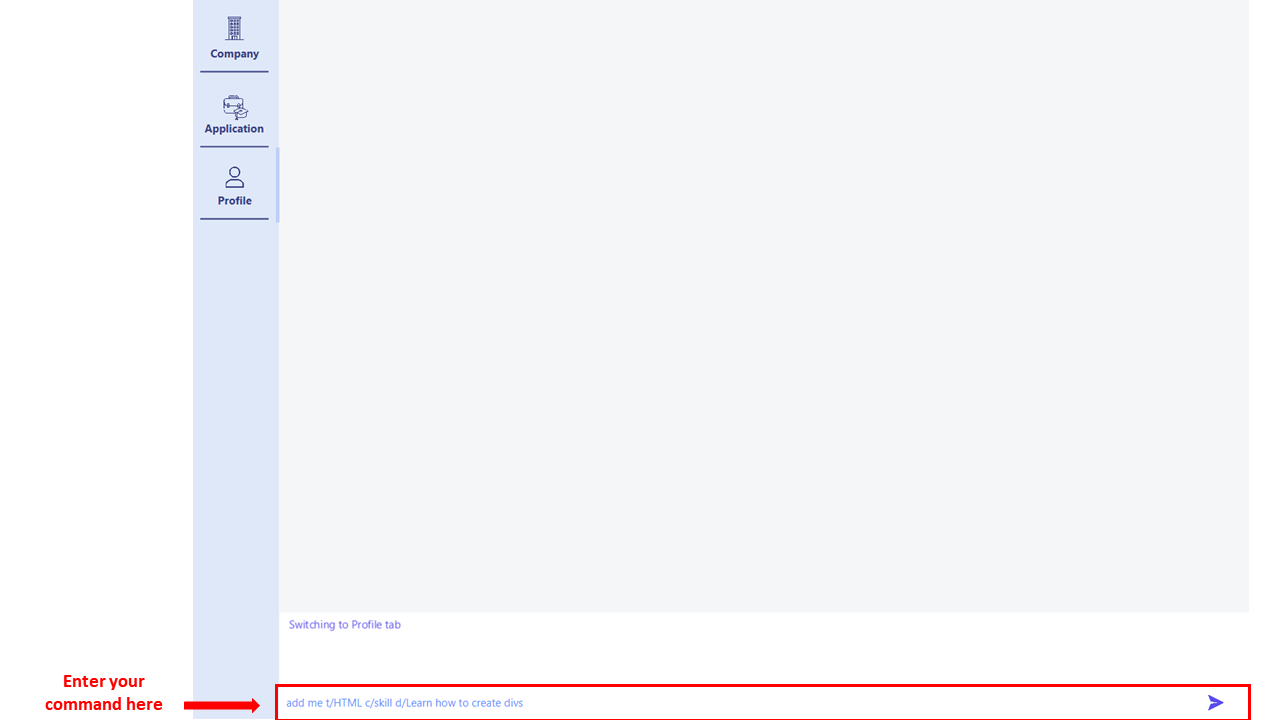 Company
Application
Profile
Switching to Profile tab
Enter your
command here
add me t/HTML c/skill d/Learn how to create divs